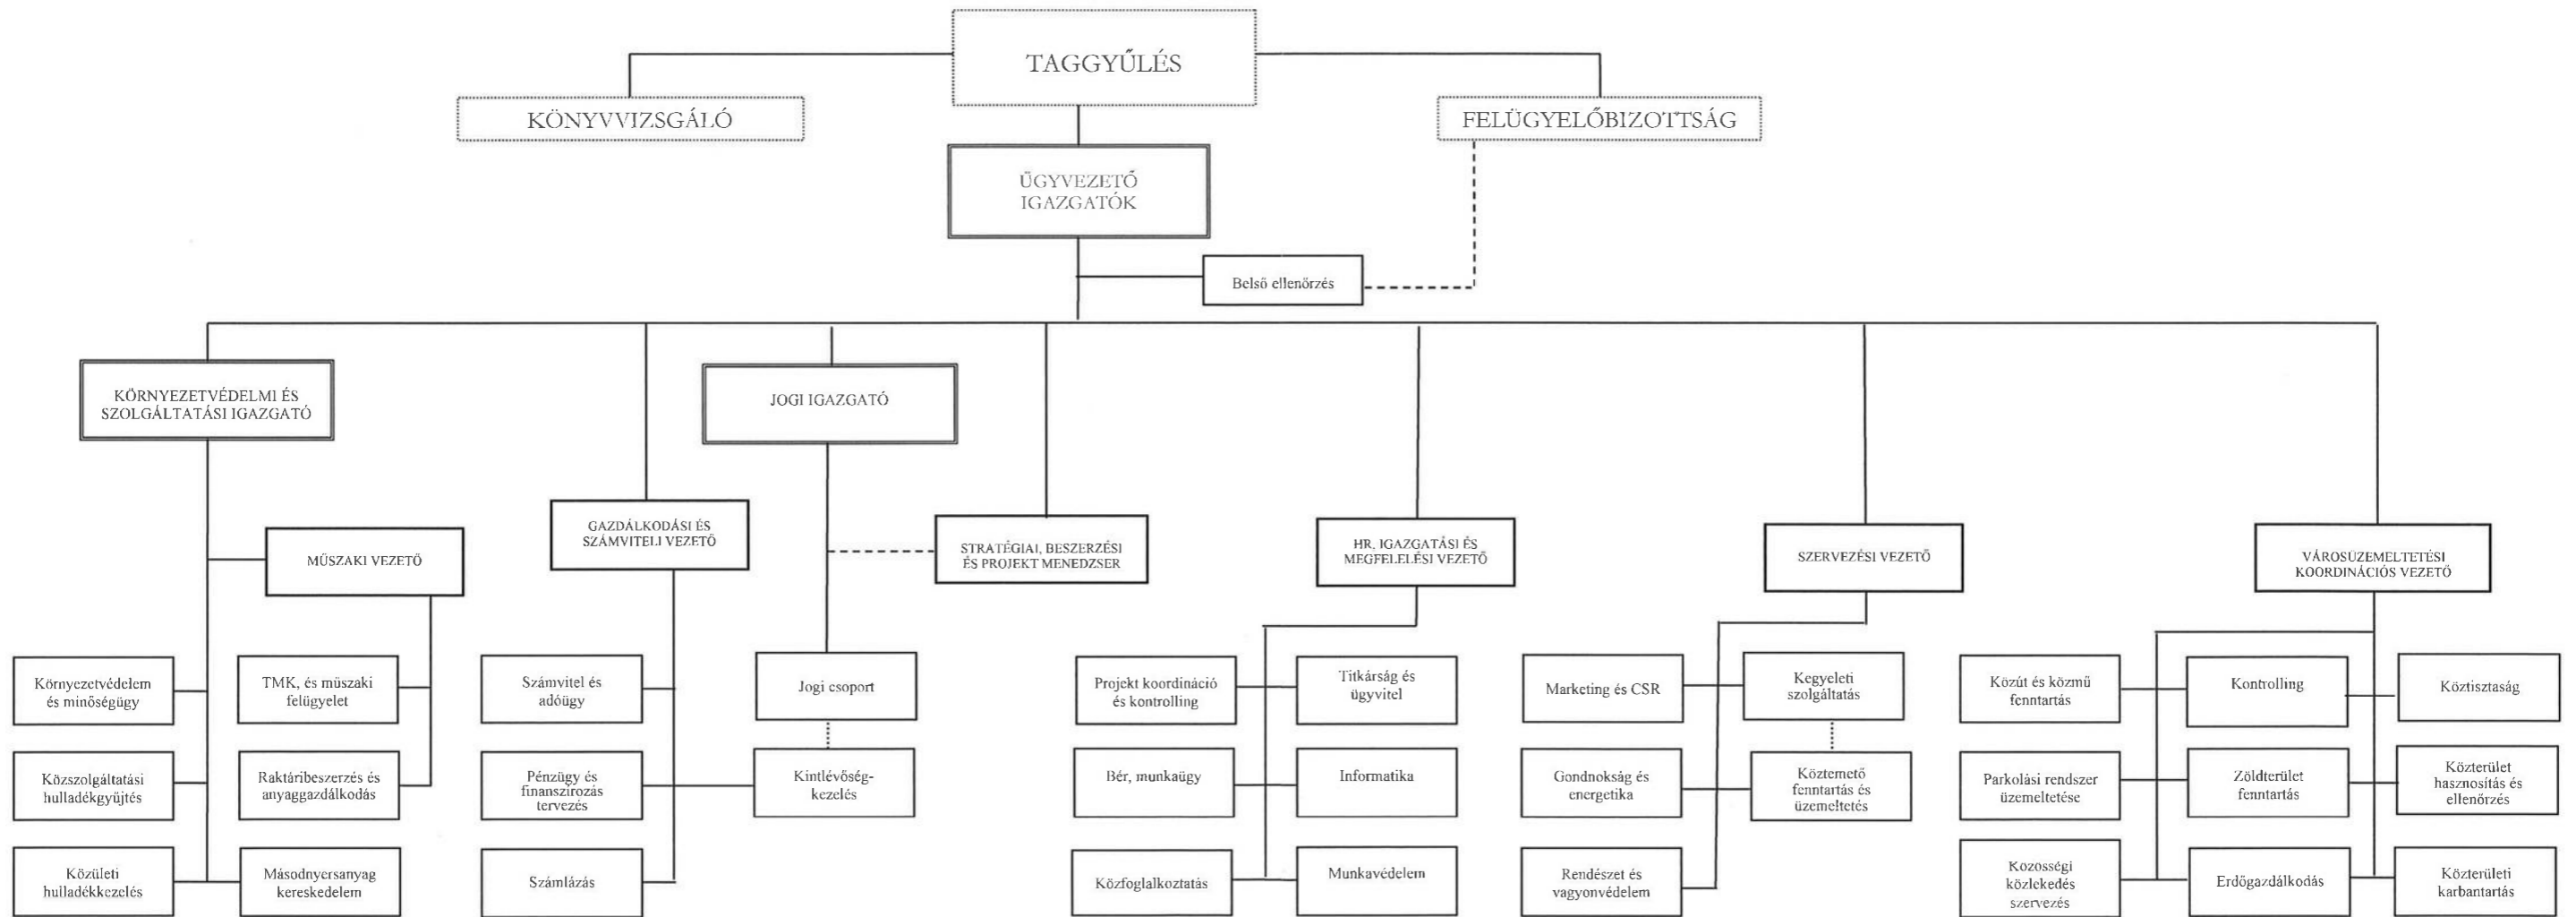 TAGGYŰLÉS
KÖNYVVIZSGÁLÓ
FELÜGYELŐBIZOTTSÁG
ÜGYVEZETŐ
IGAZGATÓK
Belső ellenőrzés
KÖRNYEZETVÉDELMI ÉS
SZOLGÁLTATÁSI IGAZGATÓ
JOGI IGAZGATÓ
MŰSZAKI VEZETŐ
GAZDÁLKODÁSI ÉS
SZÁMVITELI VEZETŐ
STRATÉGIAI, BESZERZÉSI
ÉS PROJEKT MENEDZSER
HR, IGAZGATÁSI ÉS
MEGFELELÉSI VEZETŐ
SZERVEZÉSI VEZETŐ
VÁROSÜZEMELTETÉSI
KOORDINÁCIÓS VEZETŐ
Környezetvédelem
és minőségügy
TMK, és műszaki
felügyelet
Számvitel és
adóügy
Jogi csoport
Projekt koordináció
és kontrolling
Titkárság és
ügyvitel
Marketing és CSR
Kegyeleti
szolgáltatás
Közút és közmű
fenntartás
Kontrolling
Köztisztaság
Közszolgáltatási
hulladékgyűjtés
Raktáribeszerzés és
anyaggazdálkodás
Pénzügy és
finanszírozás
tervezés
Kintlévőség-
kezelés
Bér, munkaügy
Informatika
Gondnokság és
energetika
Köztemető
fenntartás és
üzemeltetés
Parkolási rendszer
üzemeltetése
Zöldterület
fenntartás
Közterület
hasznosítás és
ellenőrzés
Közületi
hulladékkezelés
Másodnyersanyag
kereskedelem
Számlázás
Közfoglalkoztatás
Munkavédelem
Rendészet és
vagyonvédelem
Közösségi
közlekedés
szervezés
Erdőgazdálkodás
Közterületi
karbantartás